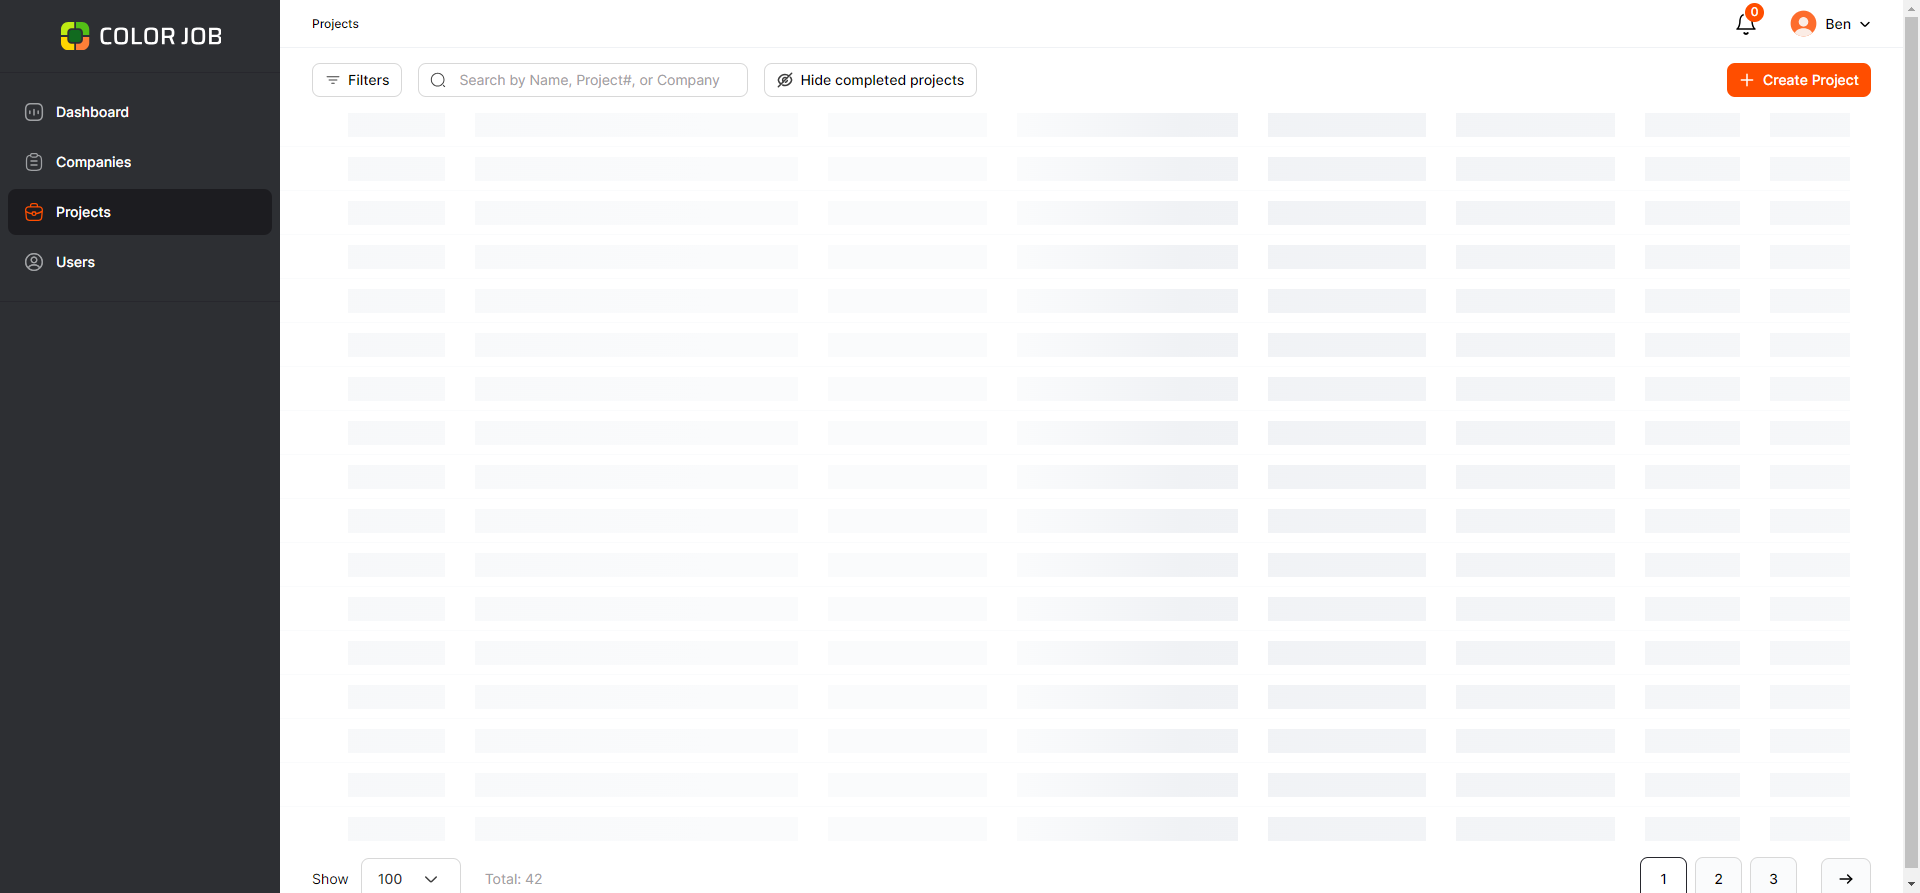 COLOR JOB
Projects
0
Ben
Filters
Search by Name, Project#, or Company
Hide completed projects
Create Project
Dashboard
Companies
Projects
Users
Show
100
Total: 42
1
2
3